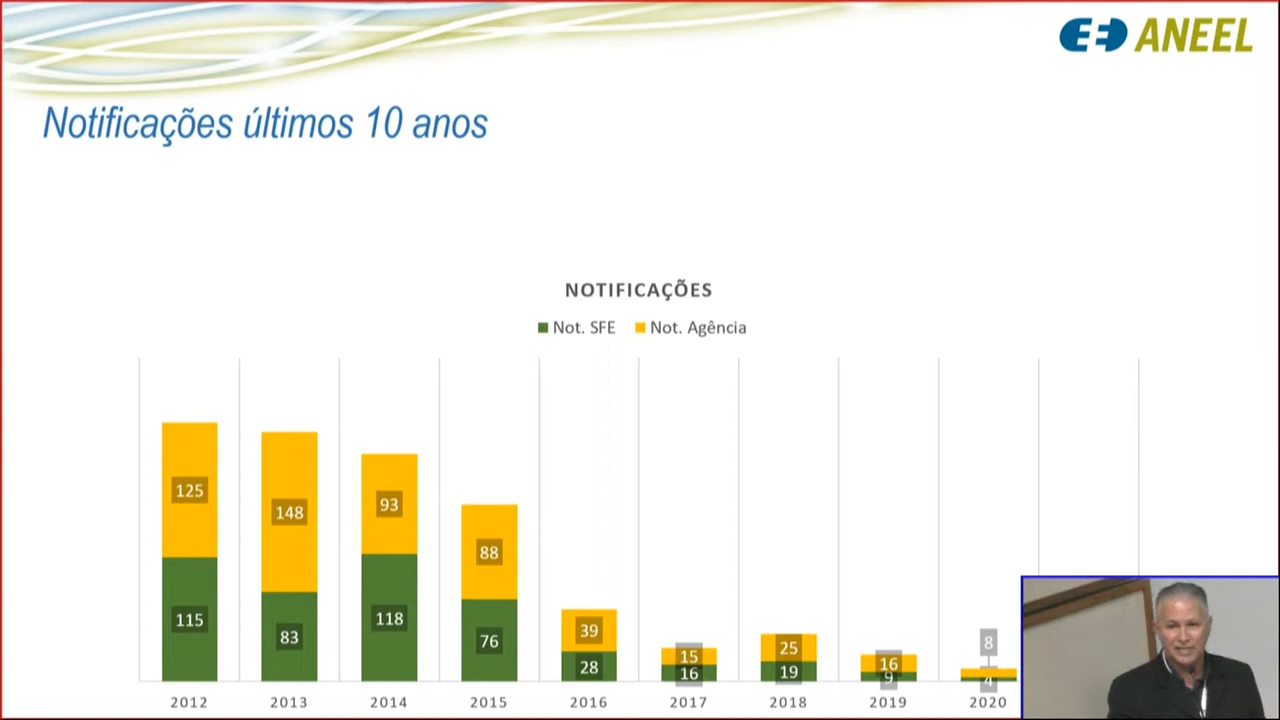 ANEEL
Notificações últimos 10 anos
NOTIFICAÇÕES
Not. SFE Not. Agência
125 148 93 88 39 15 25 16 8
115 83 118 76 28 16 19 9 4
2012 2013 2014 2015 2016 2017 2018 2019 2020